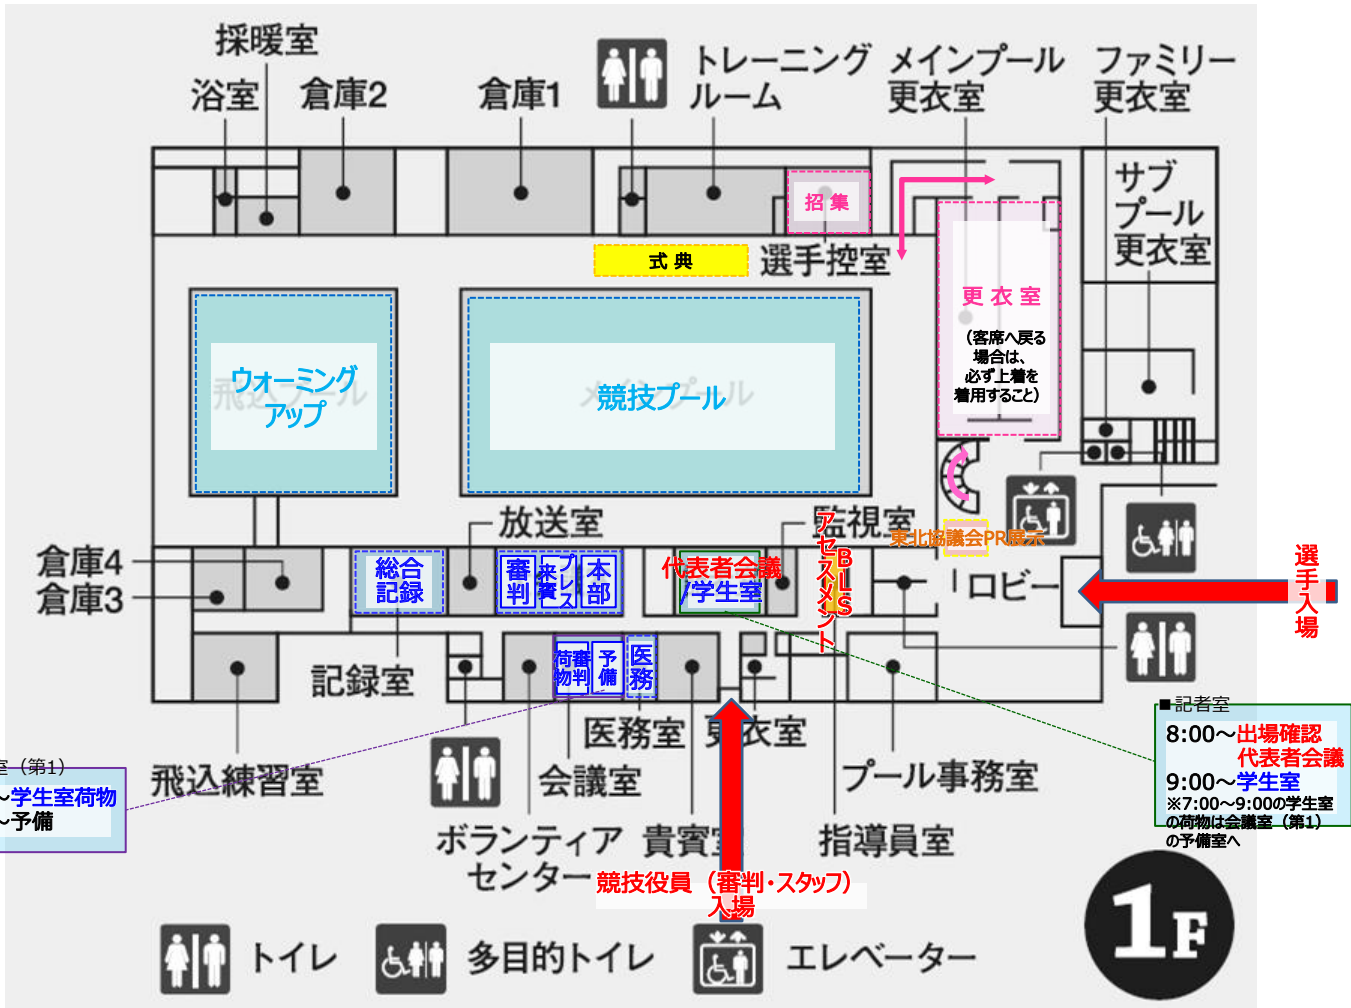 採暖室
浴室
倉庫2
倉庫1
トレーニング
ルーム
メインプール
更衣室
ファミリー
更衣室
サブ
プール
更衣室
招 集
式 典
選手控室
更 衣 室
（客席へ戻る
場合は、
必ず上着を
着用すること）
飛込プール
ウォーミング
アップ
メインプール
競技プール
放送室
監視室
アセスメント
BLS
東北協議会PR展示
倉庫4
倉庫3
総合
記録
審判
来賓
プレス
本部
代表者会議
/学生室
ロビー
選手入場
記録室
審判
荷物
予備
医務
医務室
更衣室
■記者室
8:00～出場確認
代表者会議
9:00～学生室
※7:00～9:00の学生室
の荷物は会議室（第1）
の予備室へ
室（第1）
～学生室荷物
～予備
飛込練習室
会議室
プール事務室
ボランティア
センター
貴賓室
指導員室
競技役員（審判・スタッフ）
入場
トイレ
多目的トイレ
エレベーター
1F